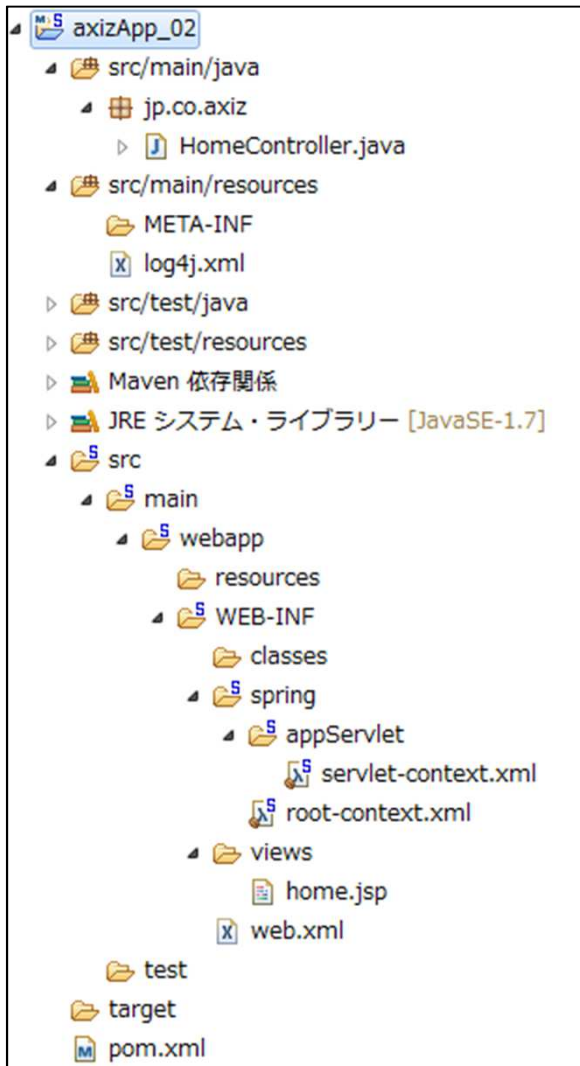 axizApp_02
src/main/java
jp.co.axiz
HomeController.java
src/main/resources
META-INF
log4j.xml
src/test/java
src/test/resources
Maven 依存関係
JRE システム・ライブラリー [JavaSE-1.7]
src
main
webapp
resources
WEB-INF
classes
spring
appServlet
servlet-context.xml
root-context.xml
views
home.jsp
web.xml
test
target
pom.xml